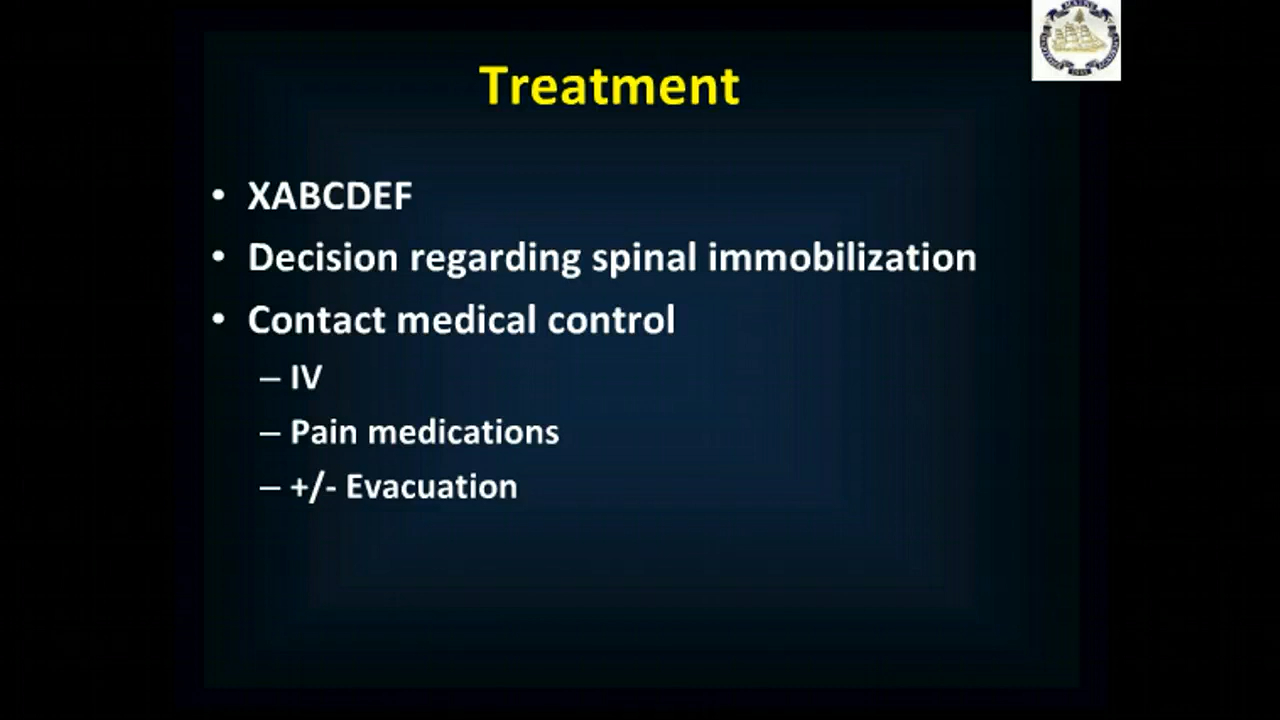 Treatment
• XABCDEF
• Decision regarding spinal immobilization
• Contact medical control
– IV
– Pain medications
– +/- Evacuation